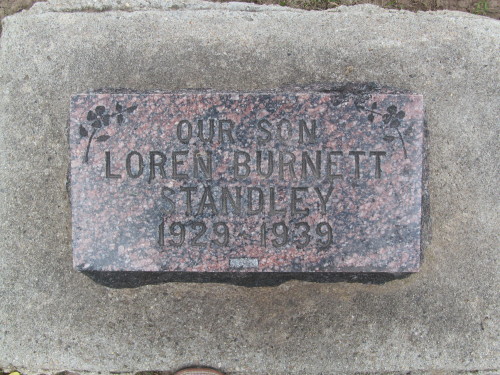 OUR SON
LOREN BURNETT
STANDLEY
1929 - 1939